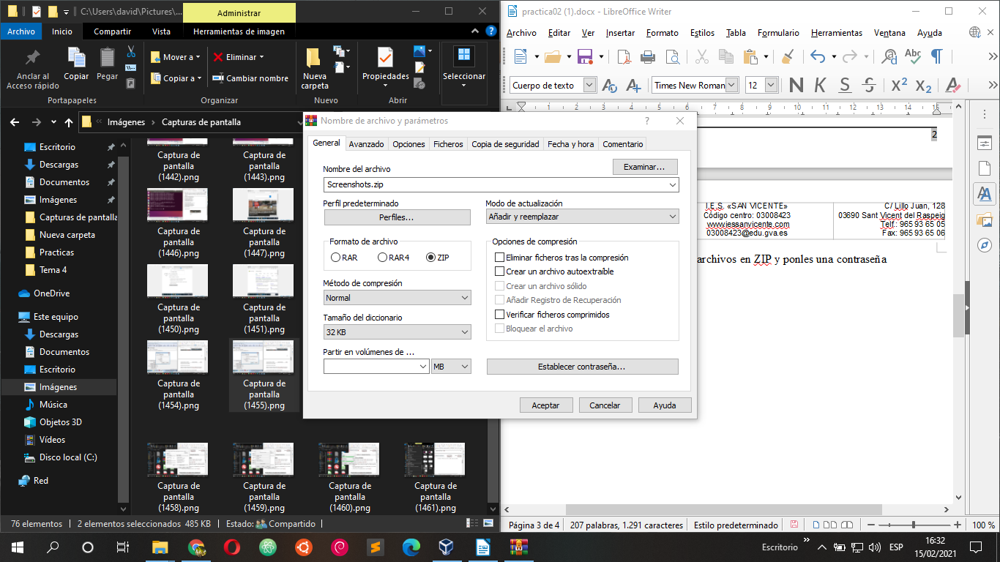 C:\Users\david\Pictures\...
Administrar
Archivo
Inicio
Compartir
Vista
Herramientas de imagen
Anclar al
Acceso rápido
Copiar
Pegar
Mover a
Copiar a
Eliminar
Cambiar nombre
Nueva
carpeta
Propiedades
Seleccionar
Portapapeles
Organizar
Nuevo
Abrir
Imágenes
Capturas de pantalla
Escritorio
Descargas
Documentos
Imágenes
Capturas de pantalla
Nueva carpeta
Practicas
Tema 4
OneDrive
Este equipo
Descargas
Documentos
Escritorio
Imágenes
Música
Objetos 3D
Vídeos
Disco local (C:)
Red
Captura de
pantalla
(1442).png
Captura de
pantalla
(1443).png
Captura de
pantalla
(1446).png
Captura de
pantalla
(1447).png
Captura de
pantalla
(1450).png
Captura de
pantalla
(1451).png
Captura de
pantalla
(1454).png
Captura de
pantalla
(1455).png
Captura de
pantalla
(1458).png
Captura de
pantalla
(1459).png
Captura de
pantalla
(1460).png
Captura de
pantalla
(1461).png
76 elementos
2 elementos seleccionados 485 KB
Estado: Compartido
Nombre de archivo y parámetros
?
General
Avanzado
Opciones
Ficheros
Copia de seguridad
Fecha y hora
Comentario
Nombre del archivo
Examinar...
Screenshots.zip
Perfil predeterminado
Perfiles...
Modo de actualización
Añadir y reemplazar
Formato de archivo
RAR
RAR4
ZIP
Método de compresión
Normal
Tamaño del diccionario
32 KB
Partir en volúmenes de ...
MB
Opciones de compresión
Eliminar ficheros tras la compresión
Crear un archivo autoextraíble
Crear un archivo sólido
Añadir Registro de Recuperación
Verificar ficheros comprimidos
Bloquear el archivo
Establecer contraseña...
Aceptar
Cancelar
Ayuda
practica02 (1).docx - LibreOffice Writer
Archivo Editar Ver Insertar Formato Estilos Tabla Formulario Herramientas Ventana Ayuda
Cuerpo de texto
Times New Roman
12
N K S S X² X₂ A
1 2 3 4 5 6 7 8 9 10 11 12 13 14 15
2
I.E.S. «SAN VICENTE»
Código centro: 03008423
www.iessanvicente.com
03008423@edu.gva.es
C/ Lillo Juan, 128
03690 Sant Vicent del Raspeig
Telf.: 965 93 65 05
Fax: 965 93 65 06
archivos en ZIP y ponles una contraseña
Página 3 de 4
207 palabras, 1.291 caracteres
Estilo predeterminado
100 %
Escritorio
ESP
16:32
15/02/2021